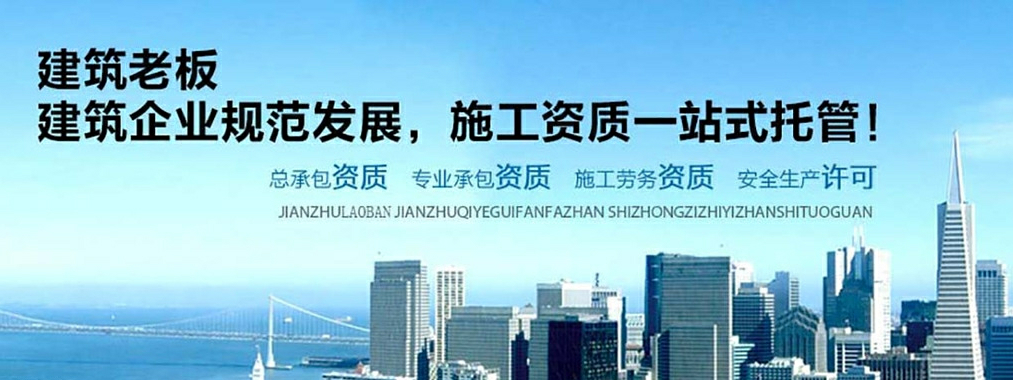 建筑老板
建筑企业规范发展，施工资质一站式托管！
总承包资质 专业承包资质 施工劳务资质 安全生产许可
JIANZHULAOBAN JIANZHUQIYEGUIFANFAZHAN SHIZHONGZIZHIYIZHANSHITUOGUAN